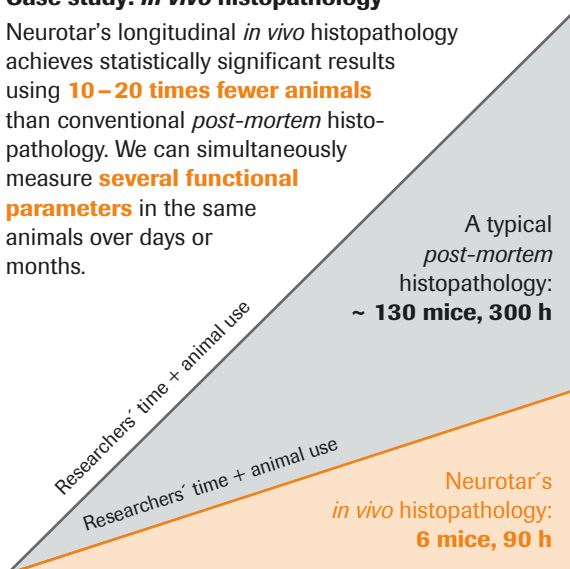 Case study: in vivo histopathology
Neurotar's longitudinal in vivo histopathology
achieves statistically significant results
using 10–20 times fewer animals
than conventional post-mortem histo-
pathology. We can simultaneously
measure several functional
parameters in the same
animals over days or
months.
A typical
post-mortem
histopathology:
~ 130 mice, 300 h
Researchers´ time + animal use
Researchers´ time + animal use
Neurotar´s
in vivo histopathology:
6 mice, 90 h